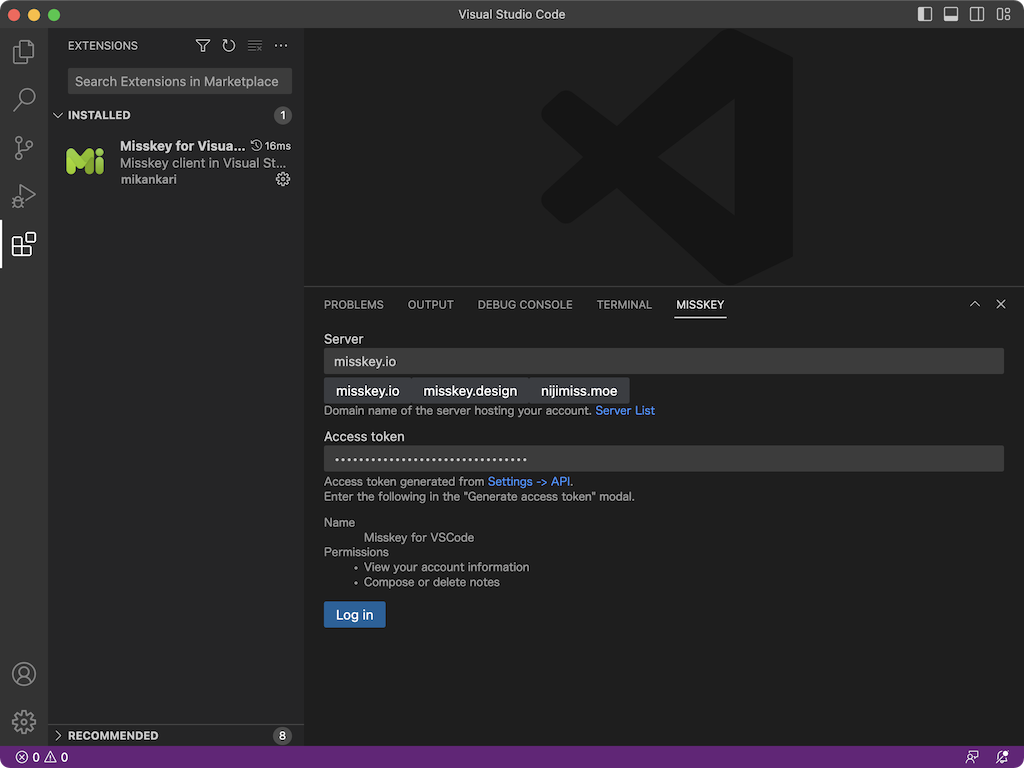 Visual Studio Code
EXTENSIONS
Search Extensions in Marketplace
INSTALLED
1
Mi
Misskey for Visua... 16ms
Misskey client in Visual St...
mikankari
RECOMMENDED
8
PROBLEMS OUTPUT DEBUG CONSOLE TERMINAL MISSKEY
Server
misskey.io
misskey.io misskey.design nijimiss.moe
Domain name of the server hosting your account. Server List
Access token
••••••••••••••••••••••••••••••••
Access token generated from Settings -> API.
Enter the following in the "Generate access token" modal.
Name
Misskey for VSCode
Permissions
• View your account information
• Compose or delete notes
Log in
0 0